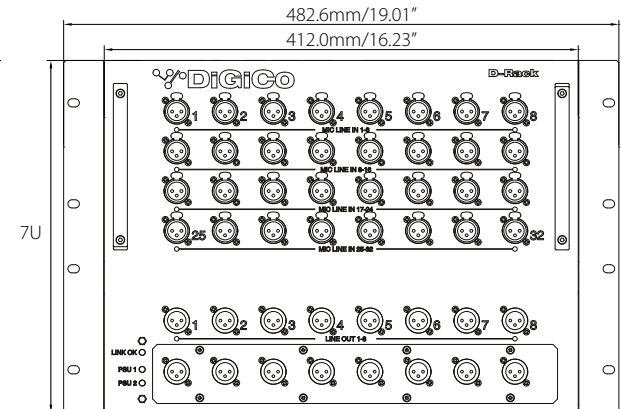 482.6mm/19.01"
412.0mm/16.23"
DiGiCo
D-Rack
1 2 3 4 5 6 7 8
MIC LINE IN 1-8
MIC LINE IN 9-16
MIC LINE IN 17-24
7U
25 32
MIC LINE IN 25-32
1 2 3 4 5 6 7 8
LINE OUT 1-8
LINK OK
PSU 1
PSU 2